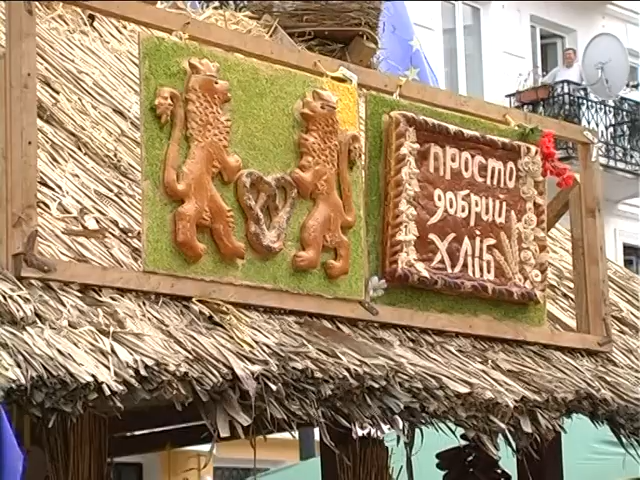 просто
добрий
хліб